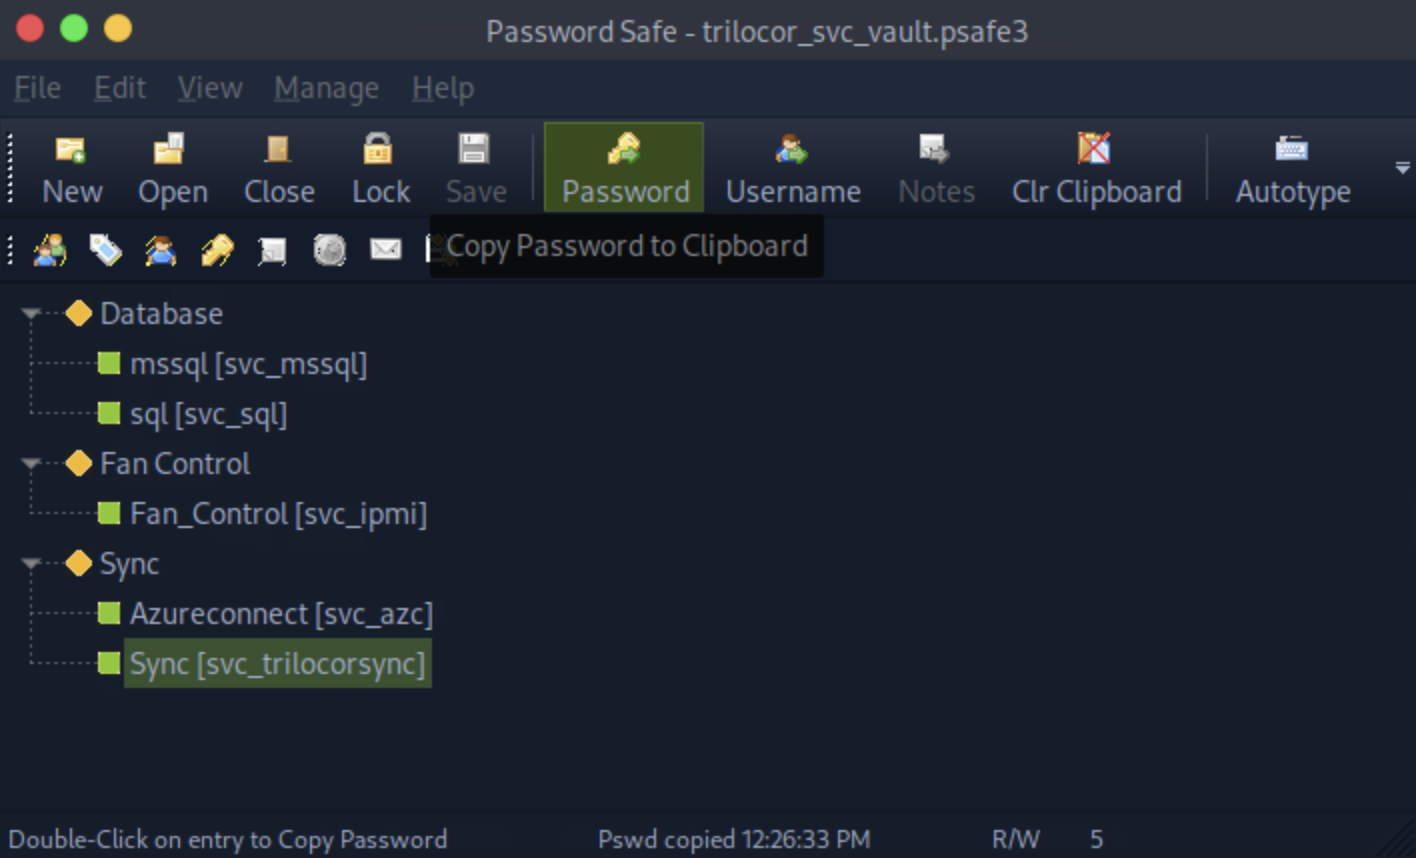 Password Safe - trilocor_svc_vault.psafe3
File Edit View Manage Help
New Open Close Lock Save Password Username Notes Clr Clipboard Autotype
Copy Password to Clipboard
Database
mssql [svc_mssql]
sql [svc_sql]
Fan Control
Fan_Control [svc_ipmi]
Sync
Azureconnect [svc_azc]
Sync [svc_trilocorsync]
Double-Click on entry to Copy Password Pswd copied 12:26:33 PM R/W 5